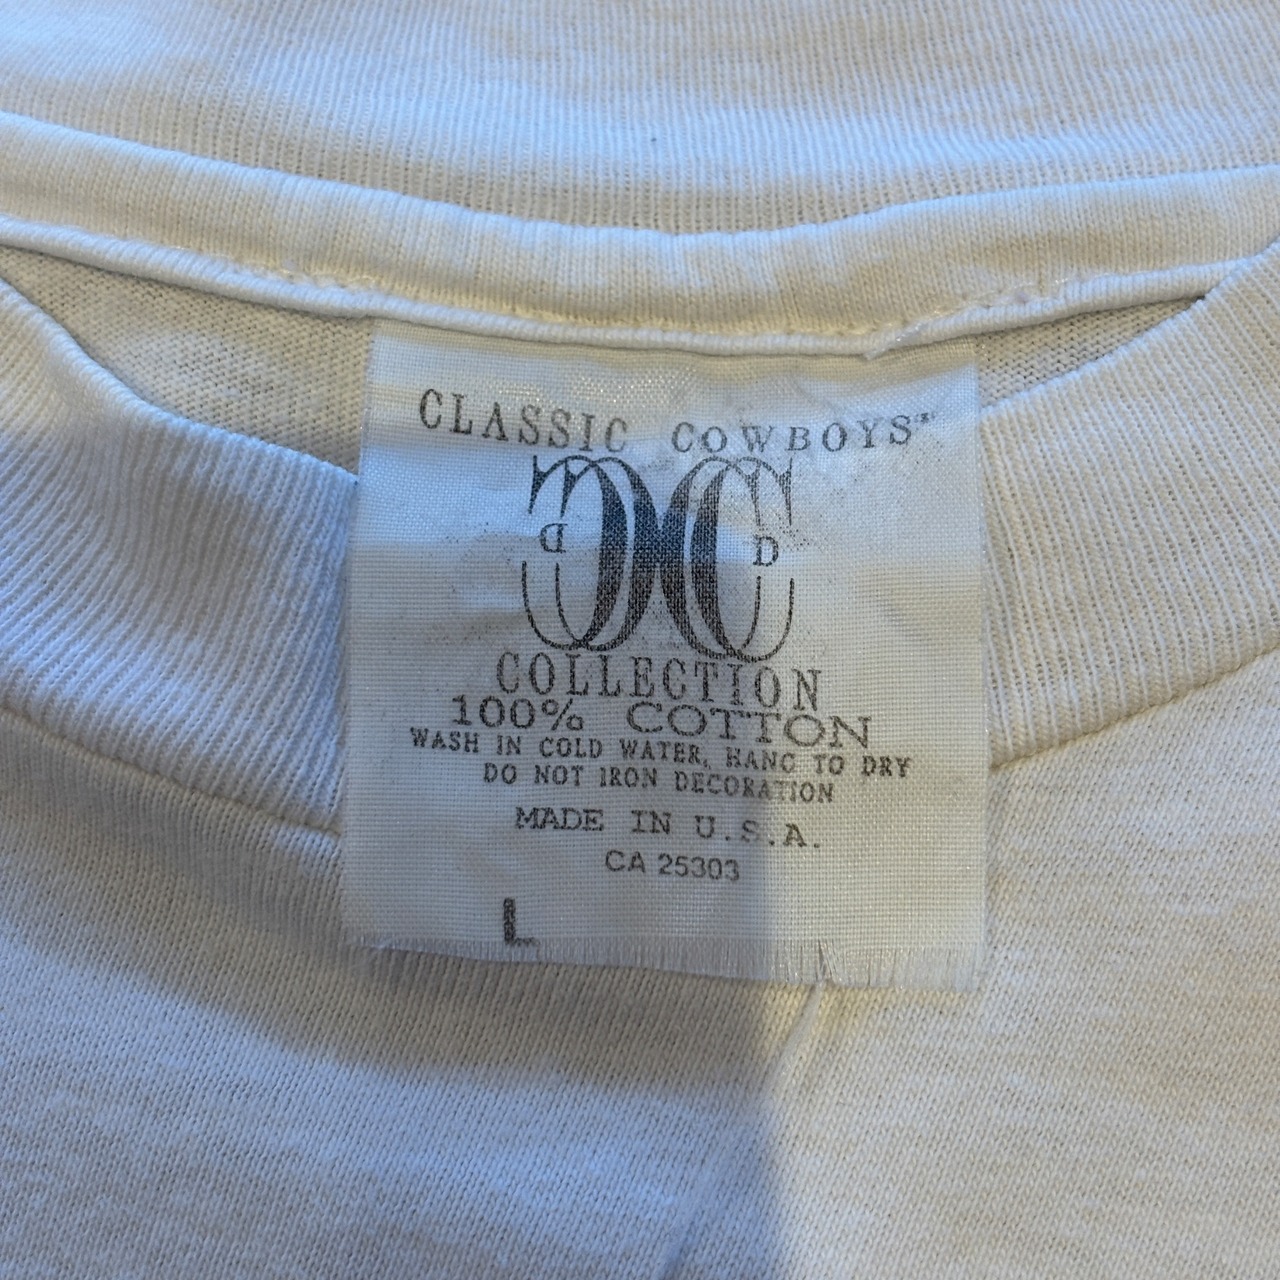 CLASSIC COWBOYS
D D
COLLECTION
100% COTTON
WASH IN COLD WATER, HANG TO DRY
DO NOT IRON DECORATION
MADE IN U.S.A.
CA 25303
L